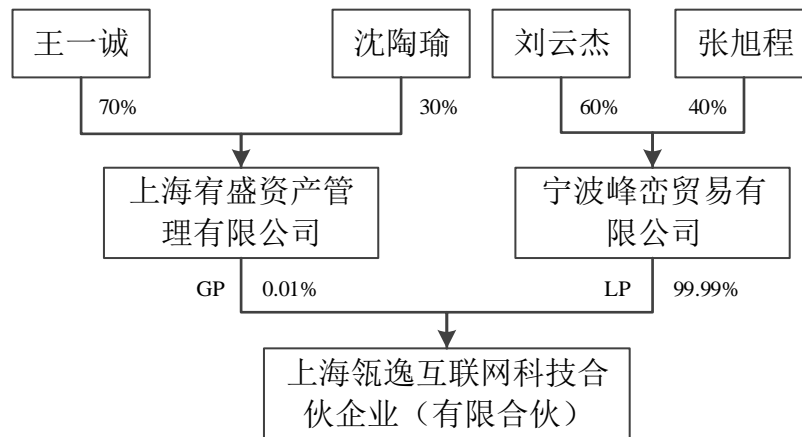 王一诚
沈陶瑜
刘云杰
张旭程
70%
30%
60%
40%
上海宥盛资产管
理有限公司
宁波峰峦贸易有
限公司
GP
0.01%
LP
99.99%
上海瓴逸互联网科技合
伙企业（有限合伙）